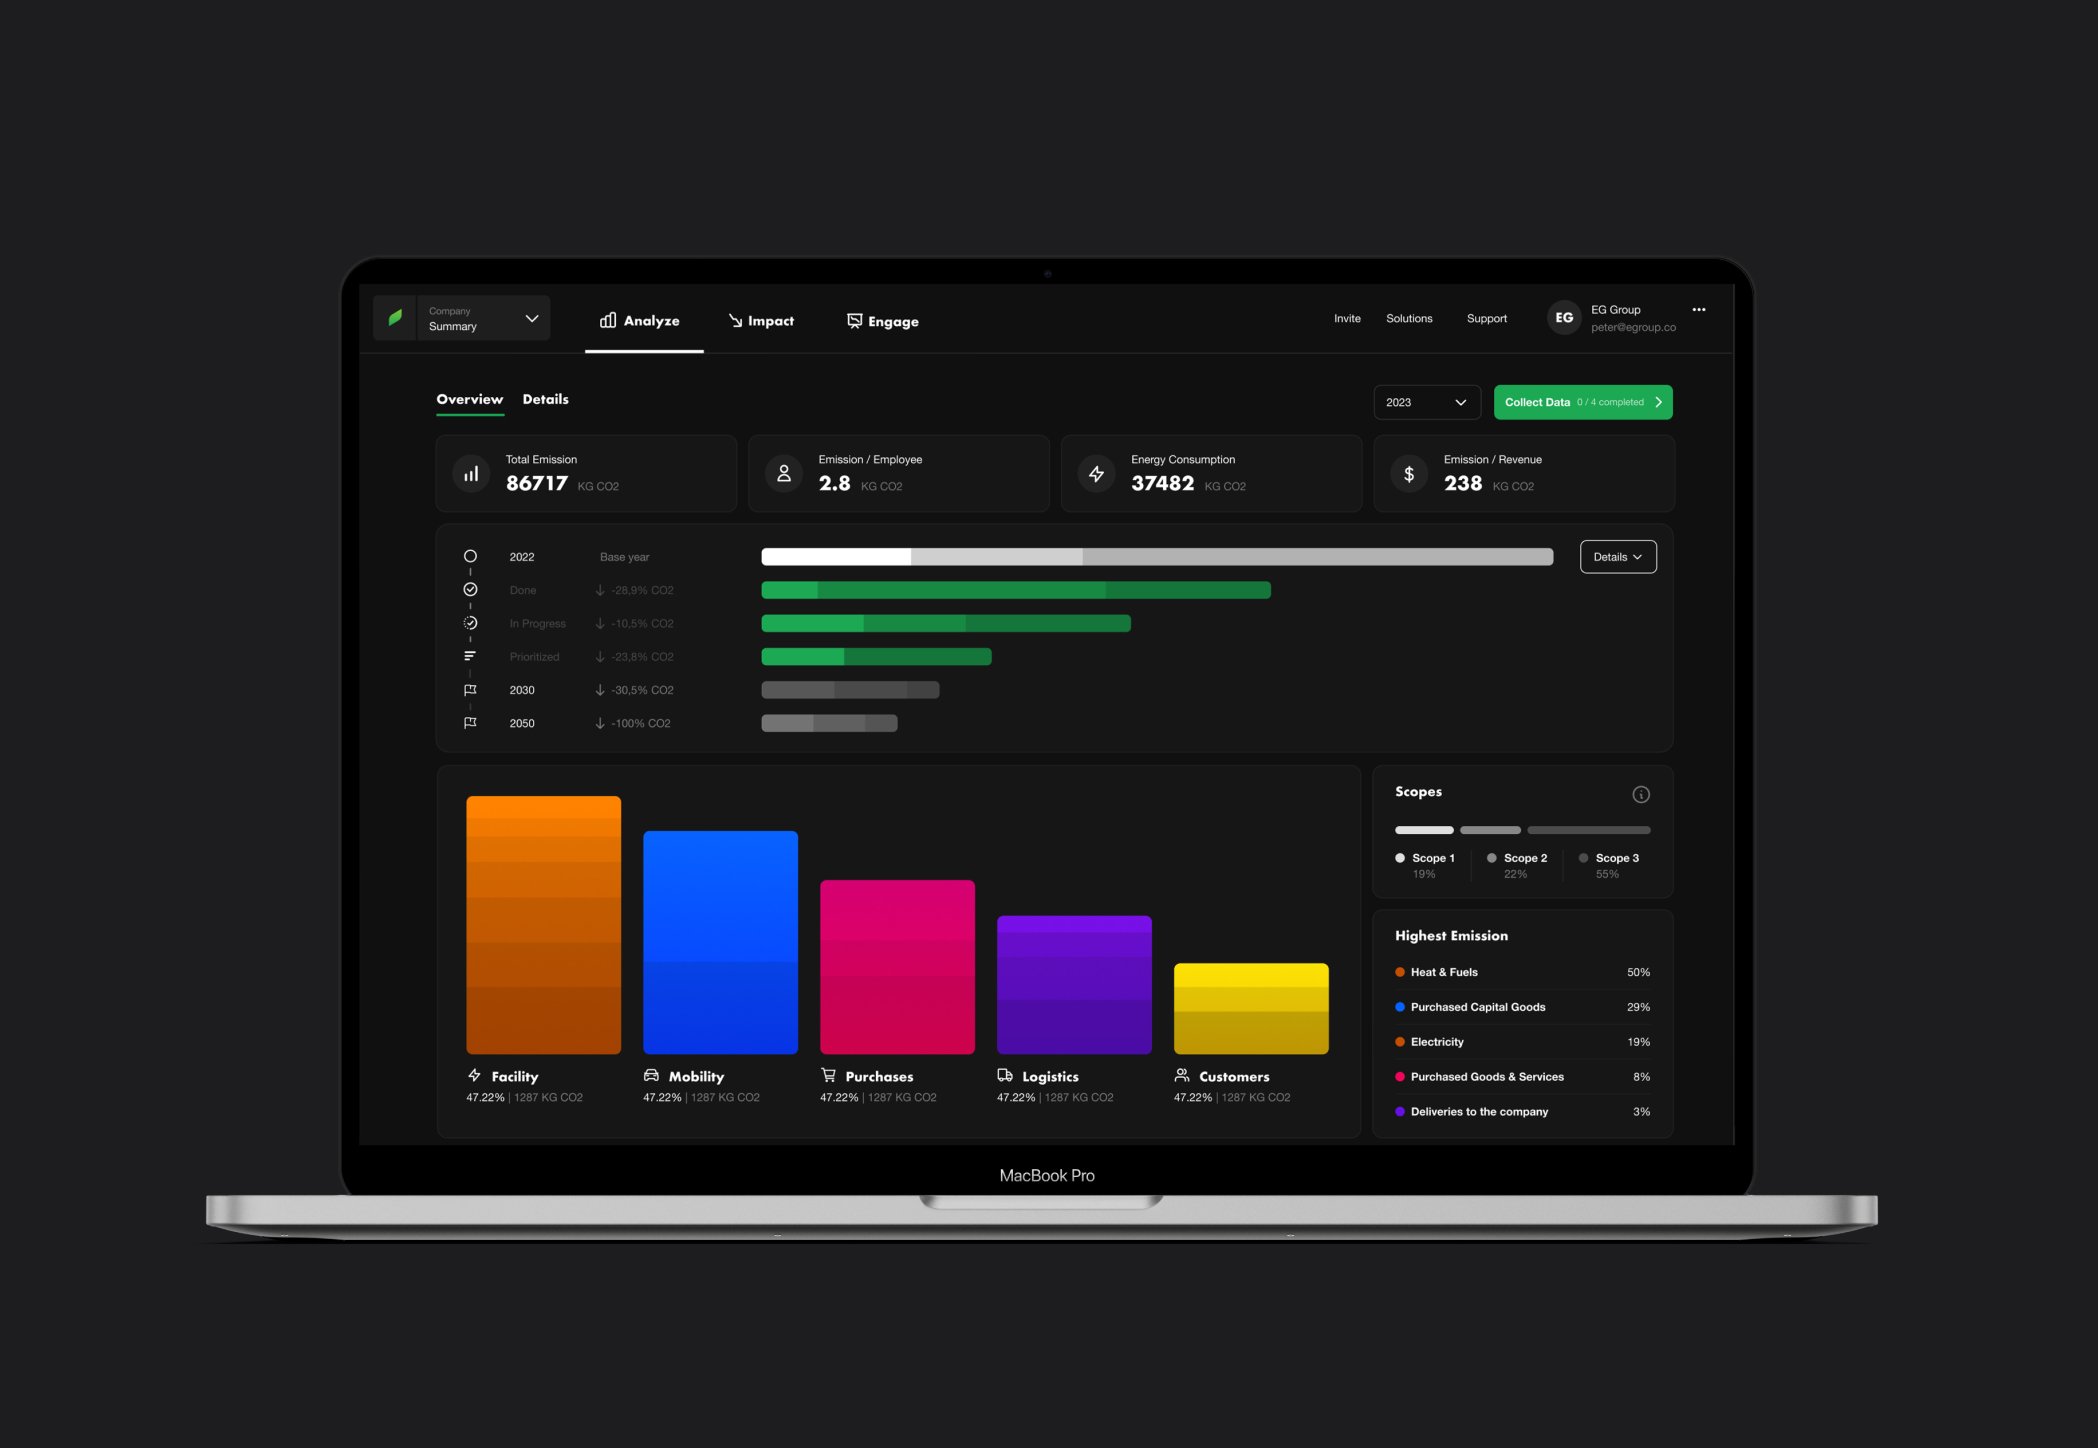 Company
Summary
Analyze
Impact
Engage
Invite
Solutions
Support
EG
EG Group
peter@egroup.co
Overview
Details
2023
Collect Data 0 / 4 completed
Total Emission
86717 KG CO2
Emission / Employee
2.8 KG CO2
Energy Consumption
37482 KG CO2
$
Emission / Revenue
238 KG CO2
2022 Base year
Details
Done -28,9% CO2
In Progress -10,5% CO2
Prioritized -23,8% CO2
2030 -30,5% CO2
2050 -100% CO2
Facility
47.22% | 1287 KG CO2
Mobility
47.22% | 1287 KG CO2
Purchases
47.22% | 1287 KG CO2
Logistics
47.22% | 1287 KG CO2
Customers
47.22% | 1287 KG CO2
Scopes
Scope 1
19%
Scope 2
22%
Scope 3
55%
Highest Emission
Heat & Fuels 50%
Purchased Capital Goods 29%
Electricity 19%
Purchased Goods & Services 8%
Deliveries to the company 3%
MacBook Pro